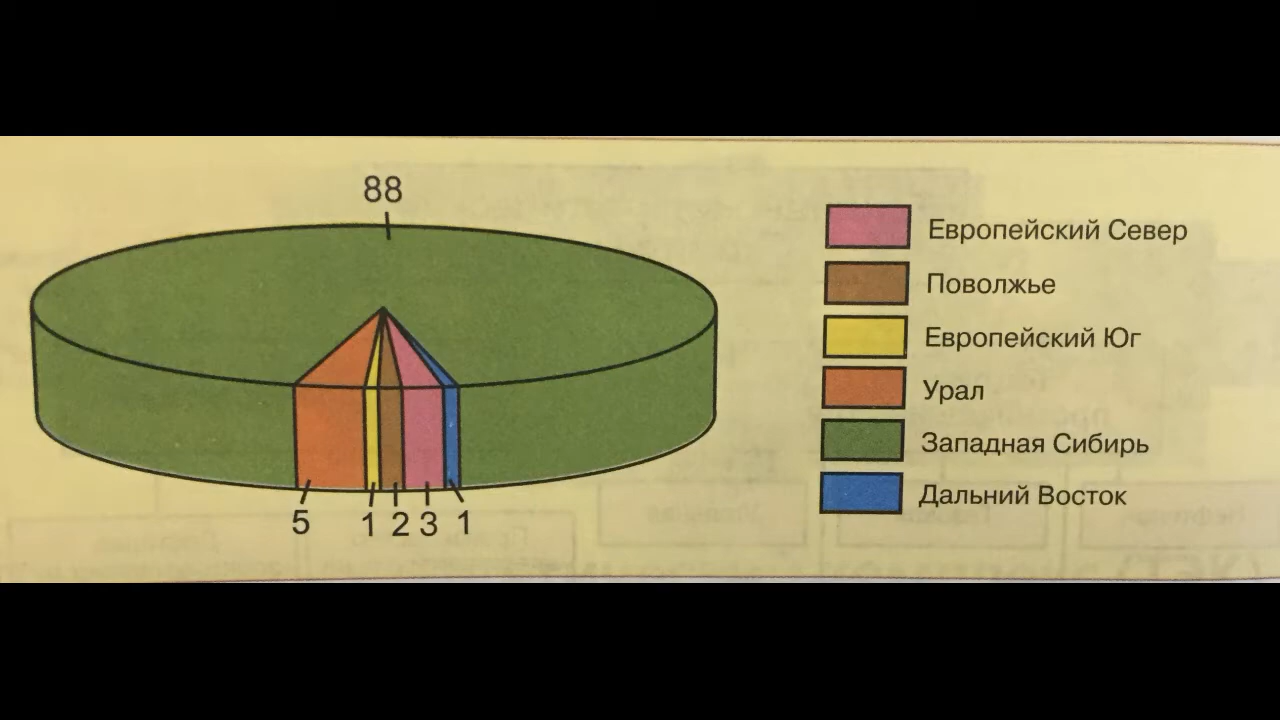 88
Европейский Север
Поволжье
Европейский Юг
Урал
Западная Сибирь
Дальний Восток
5 1 2 3 1